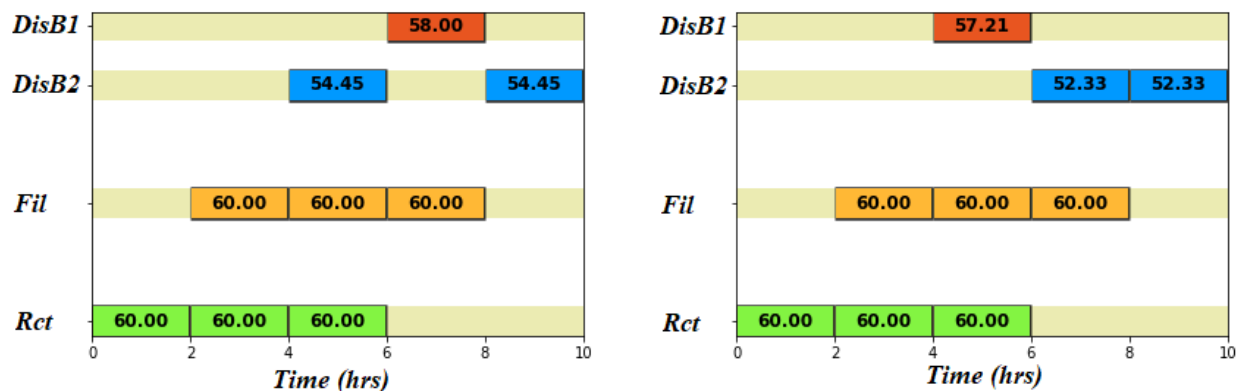 DisB1
58.00
DisB2
54.45 54.45
Fil
60.00 60.00 60.00
Rct
60.00 60.00 60.00
0 2 4 6 8 10
Time (hrs)
DisB1
57.21
DisB2
52.33 52.33
Fil
60.00 60.00 60.00
Rct
60.00 60.00 60.00
0 2 4 6 8 10
Time (hrs)